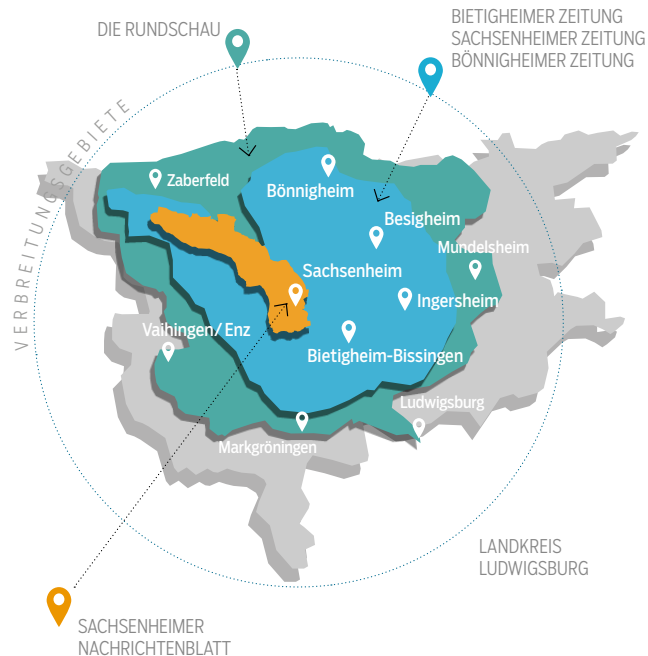 DIE RUNDSCHAU
BIETIGHEIMER ZEITUNG
SACHSENHEIMER ZEITUNG
BÖNNIGHEIMER ZEITUNG
VERBREITUNGSGEBIETE
Zaberfeld
Bönnigheim
Besigheim
Mundelsheim
Sachsenheim
Ingersheim
Vaihingen/Enz
Bietigheim-Bissingen
Ludwigsburg
Markgröningen
LANDKREIS
LUDWIGSBURG
SACHSENHEIMER
NACHRICHTENBLATT